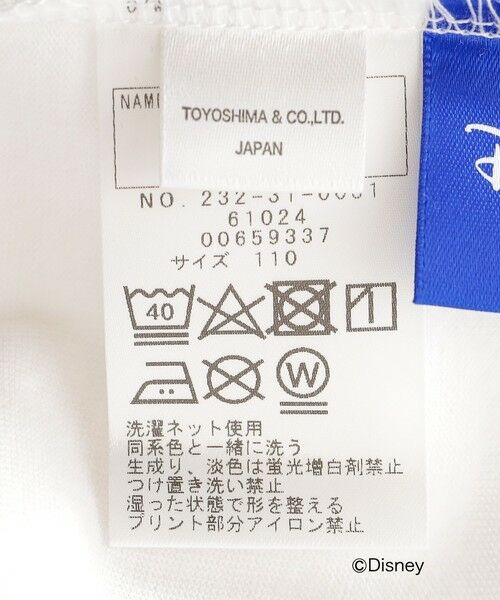 NAME
TOYOSHIMA & CO.,LTD.
JAPAN
NO. 232-31-0001
61024
00659337
サイズ 110
40
W
洗濯ネット使用
同系色と一緒に洗う
生成り、淡色は蛍光増白剤禁止
つけ置き洗い禁止
湿った状態で形を整える
プリント部分アイロン禁止
©Disney